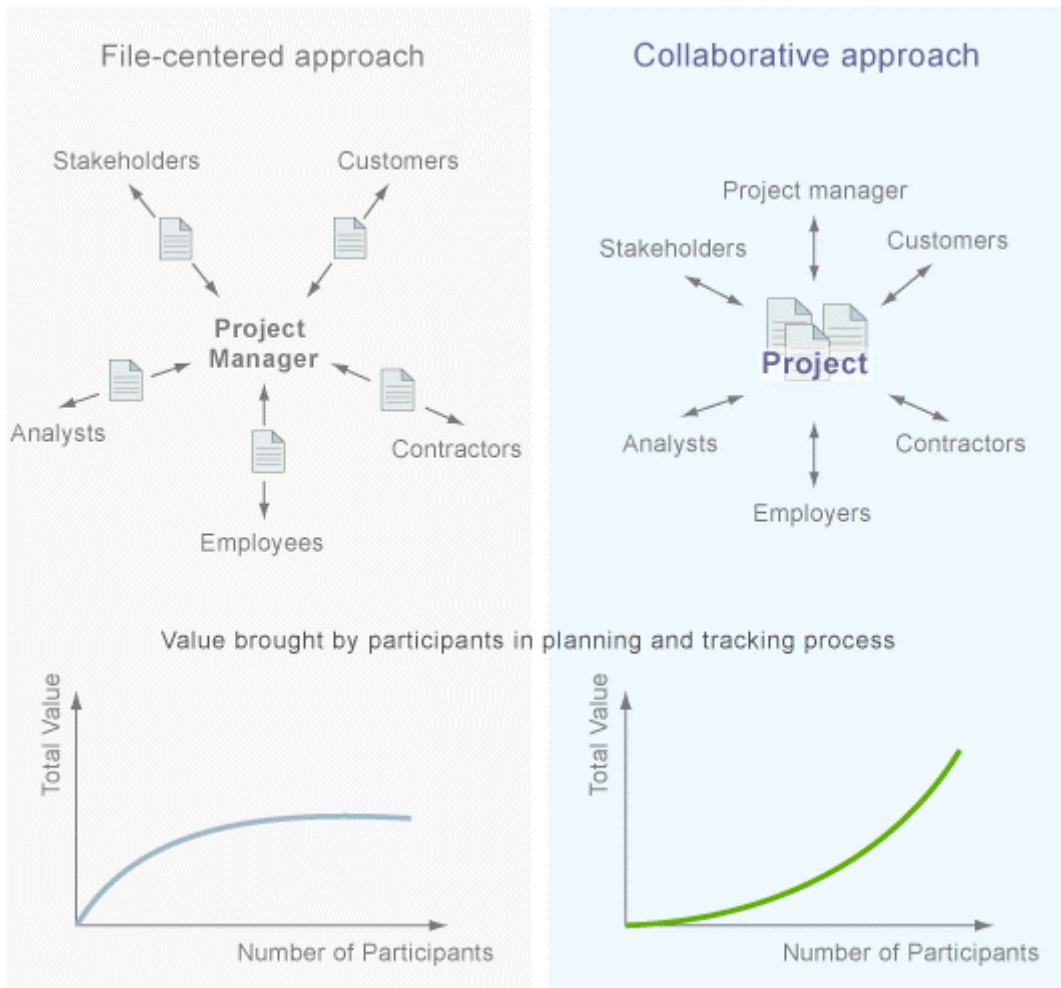 File-centered approach
Stakeholders
Customers
Project
Manager
Analysts
Contractors
Employees
Collaborative approach
Project manager
Stakeholders
Customers
Project
Analysts
Contractors
Employers
Value brought by participants in planning and tracking process
Total Value
Number of Participants
Total Value
Number of Participants